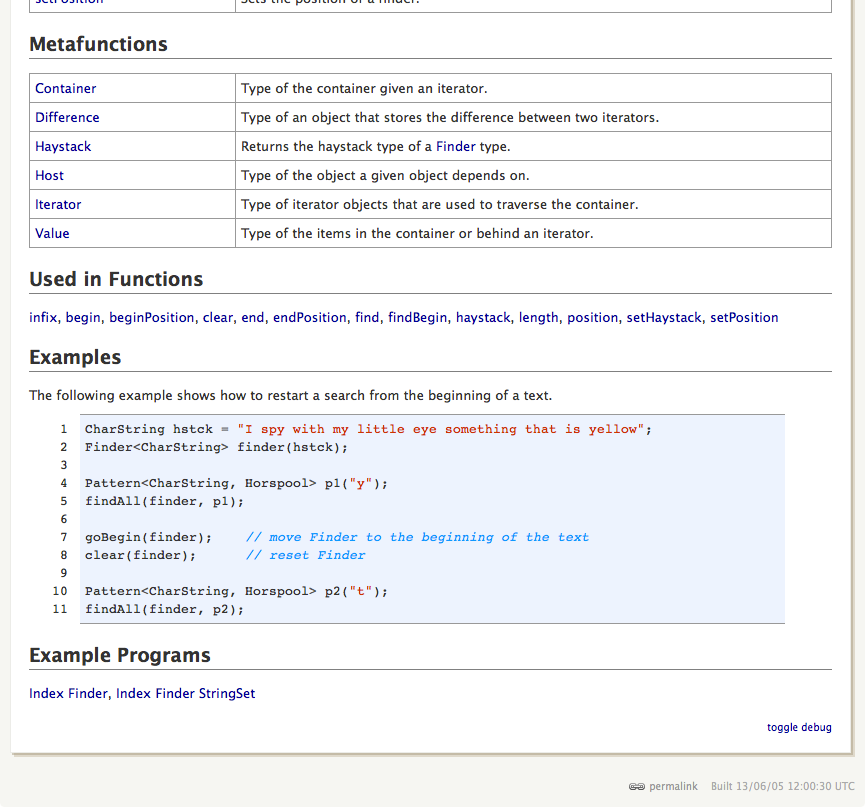 setPosition Sets the position of a finder.
Metafunctions
Container Type of the container given an iterator.
Difference Type of an object that stores the difference between two iterators.
Haystack Returns the haystack type of a Finder type.
Host Type of the object a given object depends on.
Iterator Type of iterator objects that are used to traverse the container.
Value Type of the items in the container or behind an iterator.
Used in Functions
infix, begin, beginPosition, clear, end, endPosition, find, findBegin, haystack, length, position, setHaystack, setPosition
Examples
The following example shows how to restart a search from the beginning of a text.
1 CharString hstck = "I spy with my little eye something that is yellow";
2 Finder<CharString> finder(hstck);
3
4 Pattern<CharString, Horspool> p1("y");
5 findAll(finder, p1);
6
7 goBegin(finder);    // move Finder to the beginning of the text
8 clear(finder);      // reset Finder
9
10 Pattern<CharString, Horspool> p2("t");
11 findAll(finder, p2);
Example Programs
Index Finder, Index Finder StringSet
toggle debug
permalink Built 13/06/05 12:00:30 UTC